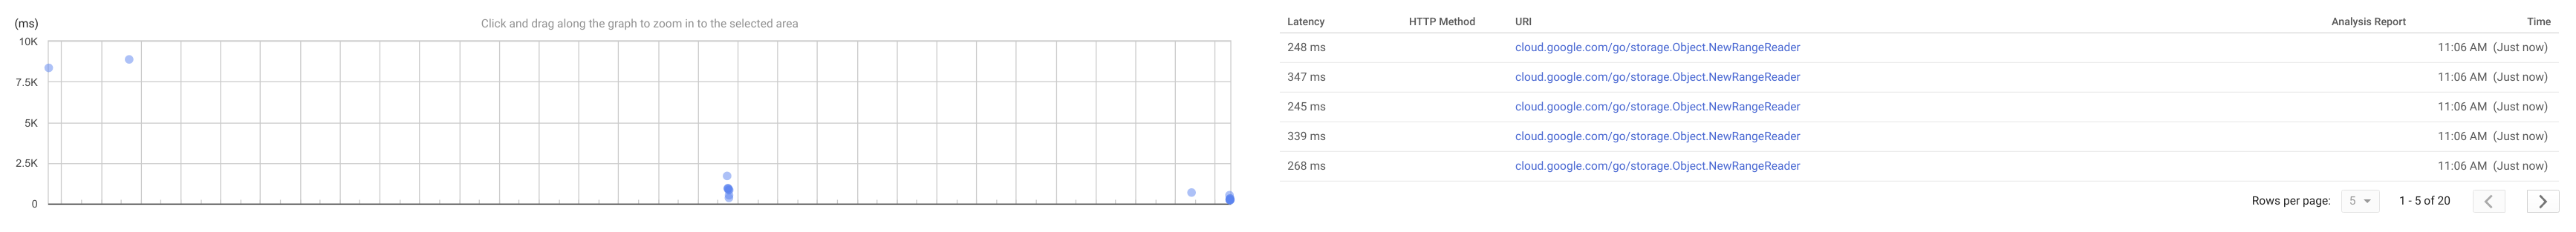 (ms)
Click and drag along the graph to zoom in to the selected area
10K
7.5K
5K
2.5K
0
Latency HTTP Method URI Analysis Report Time
248 ms cloud.google.com/go/storage.Object.NewRangeReader 11:06 AM (Just now)
347 ms cloud.google.com/go/storage.Object.NewRangeReader 11:06 AM (Just now)
245 ms cloud.google.com/go/storage.Object.NewRangeReader 11:06 AM (Just now)
339 ms cloud.google.com/go/storage.Object.NewRangeReader 11:06 AM (Just now)
268 ms cloud.google.com/go/storage.Object.NewRangeReader 11:06 AM (Just now)
Rows per page: 5 1 - 5 of 20